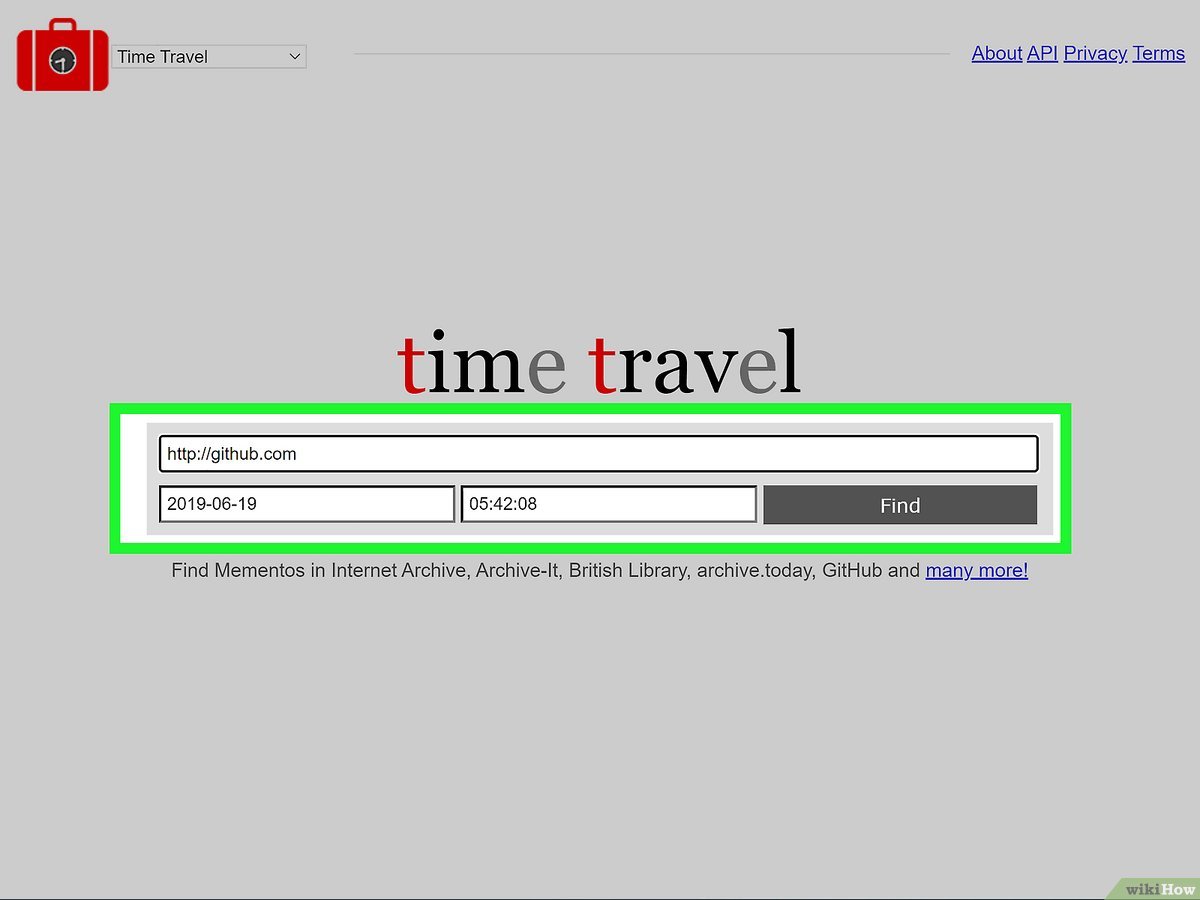 Time Travel
About API Privacy Terms
time travel
http://github.com
2019-06-19 05:42:08 Find
Find Mementos in Internet Archive, Archive-It, British Library, archive.today, GitHub and many more!
wikiHow